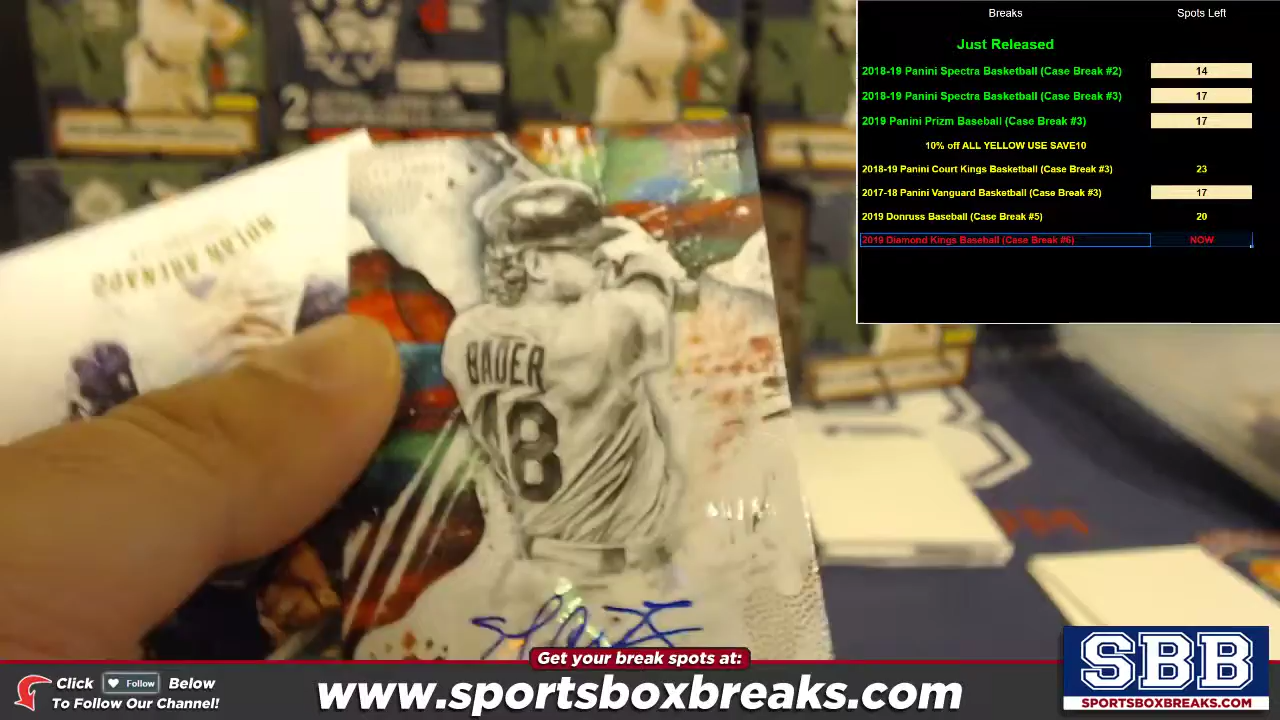 Breaks Spots Left
Just Released
2018-19 Panini Spectra Basketball (Case Break #2) 14
2018-19 Panini Spectra Basketball (Case Break #3) 17
2019 Panini Prizm Baseball (Case Break #3) 17
10% off ALL YELLOW USE SAVE10
2018-19 Panini Court Kings Basketball (Case Break #3) 23
2017-18 Panini Vanguard Basketball (Case Break #3) 17
2019 Donruss Baseball (Case Break #5) 20
2019 Diamond Kings Baseball (Case Break #6) NOW
2
BADER
48
Get your break spots at:
Click Follow Below
To Follow Our Channel!
www.sportsboxbreaks.com
SBB
SPORTSBOXBREAKS.COM